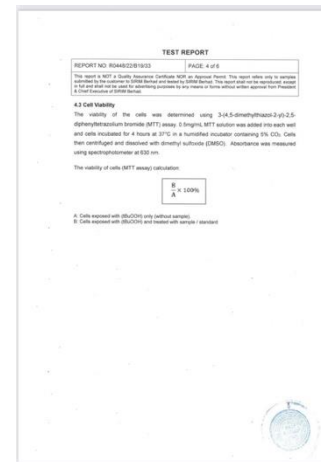 TEST REPORT
REPORT NO: R0448/22/B19/33 PAGE: 4 of 6
This report is NOT a Quality Assurance Certificate NOR an Approval Permit. This report refers only to samples
submitted by the customer to SIRIM Berhad and tested by SIRIM Berhad. This report shall not be reproduced, except
in full and shall not be used for advertising purposes by any means or forms without written approval from President
& Chief Executive of SIRIM Berhad.
4.3 Cell Viability
The viability of the cells was determined using 3-(4,5-dimethylthiazol-2-yl)-2,5-
diphenyltetrazolium bromide (MTT) assay. 0.5mg/mL MTT solution was added into each well
and cells incubated for 4 hours at 37°C in a humidified incubator containing 5% CO₂. Cells
then centrifuged and dissolved with dimethyl sulfoxide (DMSO). Absorbance was measured
using spectrophotometer at 630 nm.
The viability of cells (MTT assay) calculation:
B
A × 100%
A: Cells exposed with (tBuOOH) only (without sample)
B: Cells exposed with (tBuOOH) and treated with sample / standard